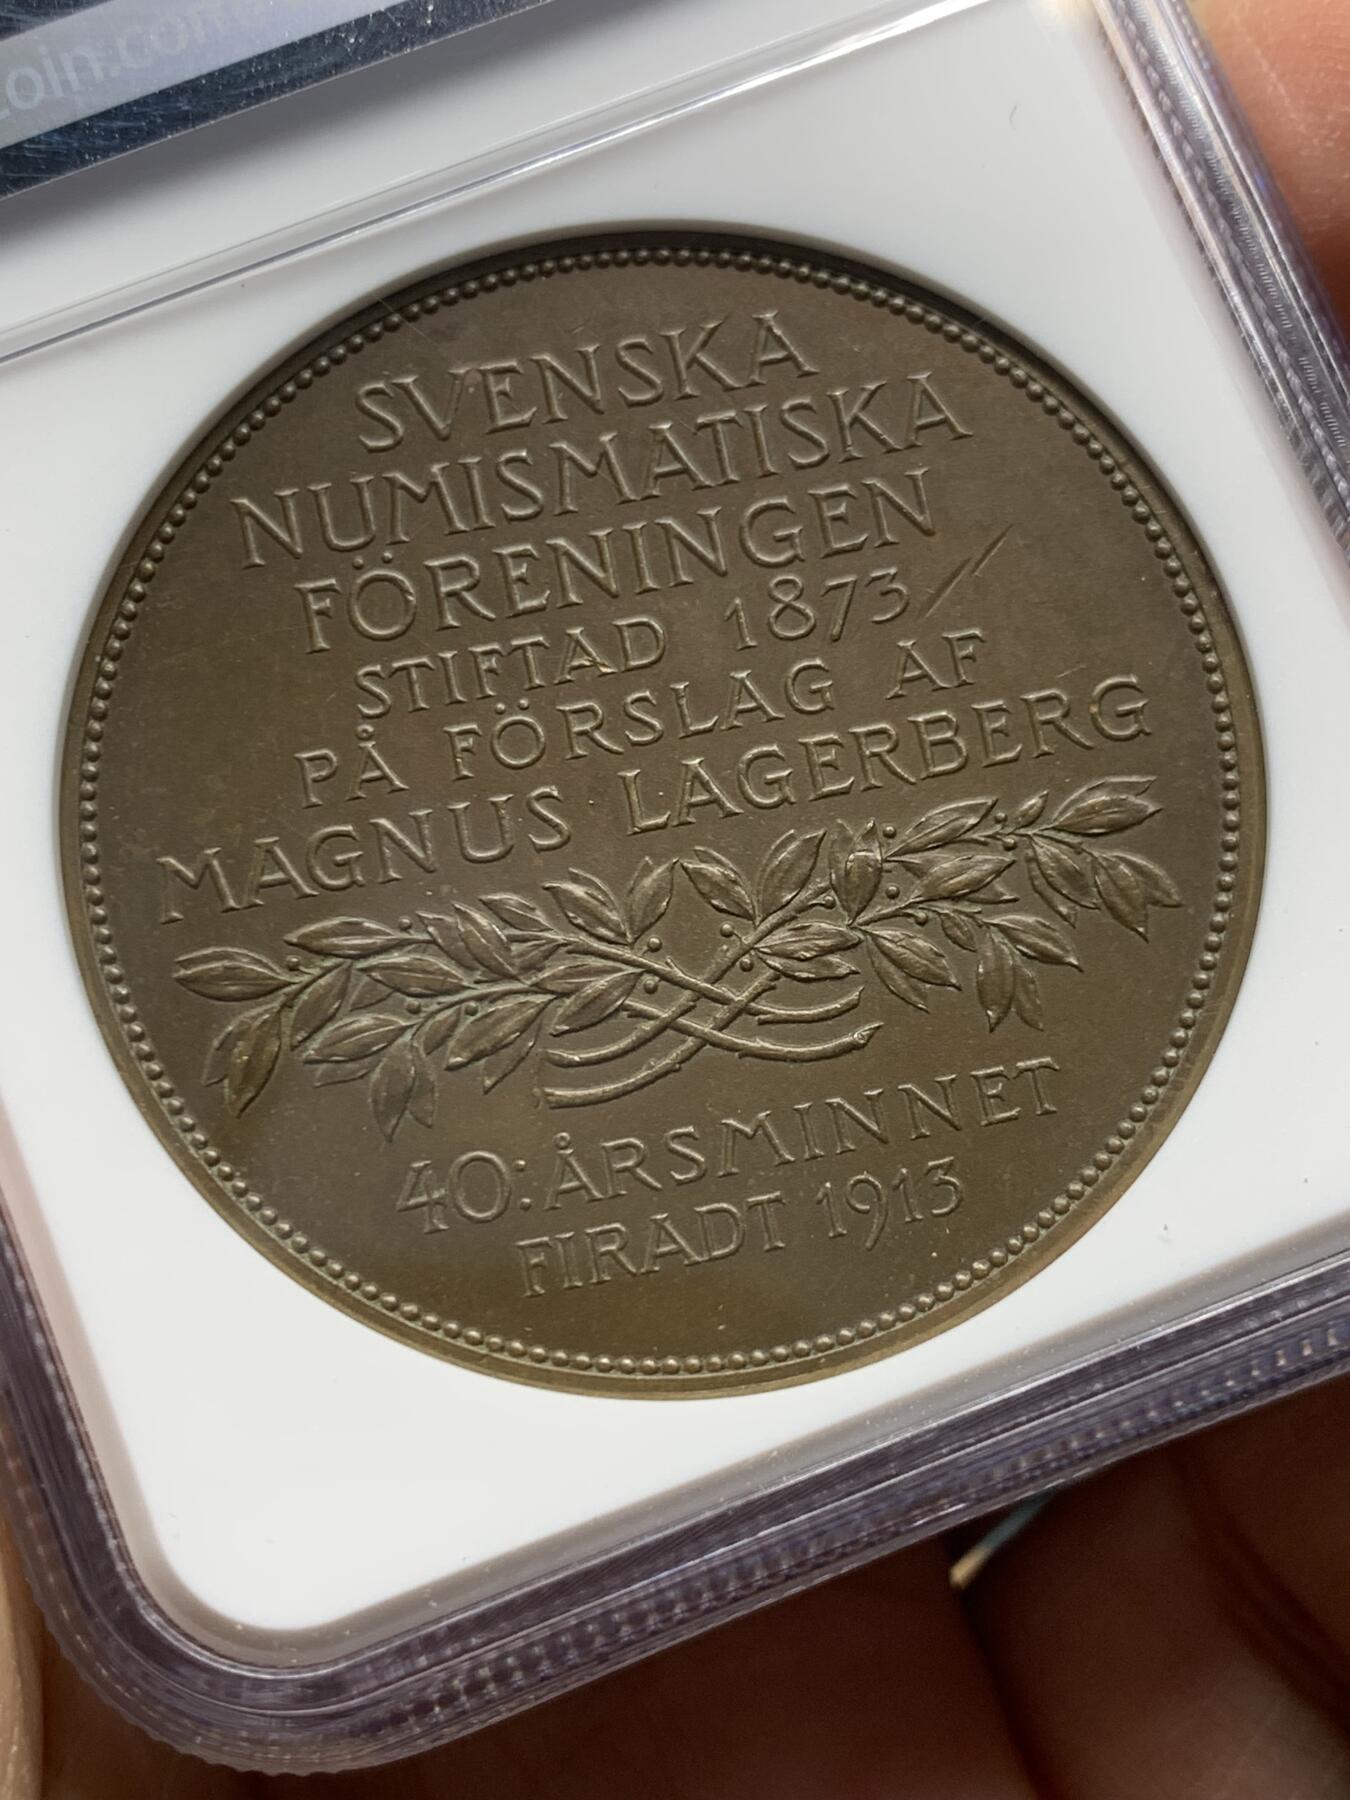 SVENSKA
NUMISMATISKA
FÖRENINGEN
STIFTAD 1873
PÅ FÖRSLAG AF
MAGNUS LAGERBERG
40: ÅRSMINNET
FIRADT 1913